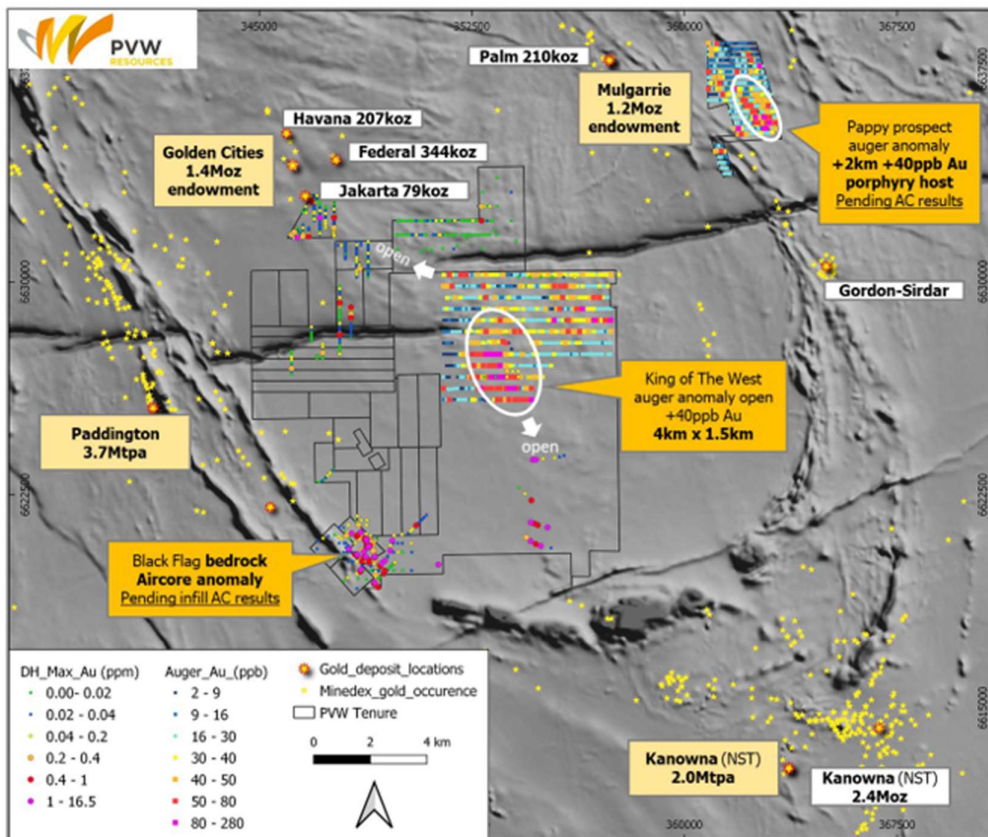 PVW
RESOURCES
345000
352500
360000
367500
6637500
Palm 210koz
Mulgarrie
1.2Moz
endowment
Havana 207koz
Golden Cities
1.4Moz
endowment
Federal 344koz
Jakarta 79koz
Pappy prospect
auger anomaly
+2km +40ppb Au
porphyry host
Pending AC results
open
6630000
6630000
Gordon-Sirdar
King of The West
auger anomaly open
+40ppb Au
4km x 1.5km
Paddington
3.7Mtpa
open
6622500
6622500
Black Flag bedrock
Aircore anomaly
Pending infill AC results
DH_Max_Au (ppm)
0.00- 0.02
0.02 - 0.04
0.04 - 0.2
0.2 - 0.4
0.4 - 1
1 - 16.5
Auger_Au_(ppb)
2 - 9
9 - 16
16 - 30
30 - 40
40 - 50
50 - 80
80 - 280
Gold_deposit_locations
Minedex_gold_occurence
PVW Tenure
0 2 4 km
6615000
Kanowna (NST)
2.0Mtpa
Kanowna (NST)
2.4Moz
360000
367500